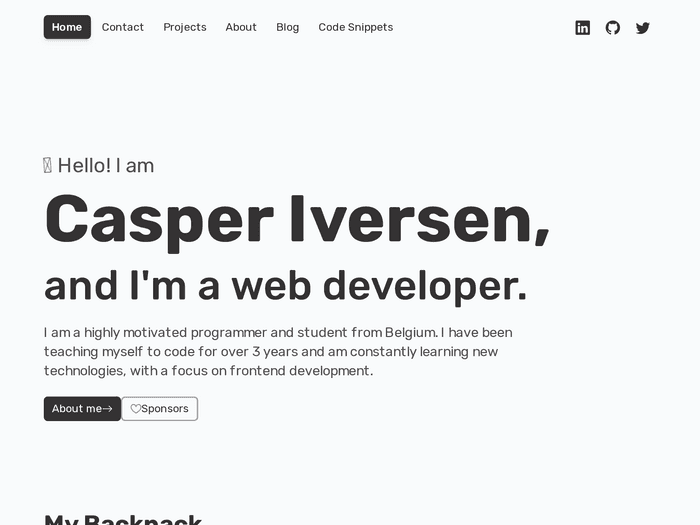 Home Contact Projects About Blog Code Snippets
Hello! I am
Casper Iversen,
and I'm a web developer.
I am a highly motivated programmer and student from Belgium. I have been
teaching myself to code for over 3 years and am constantly learning new
technologies, with a focus on frontend development.
About me→ ♡Sponsors
My Backpack